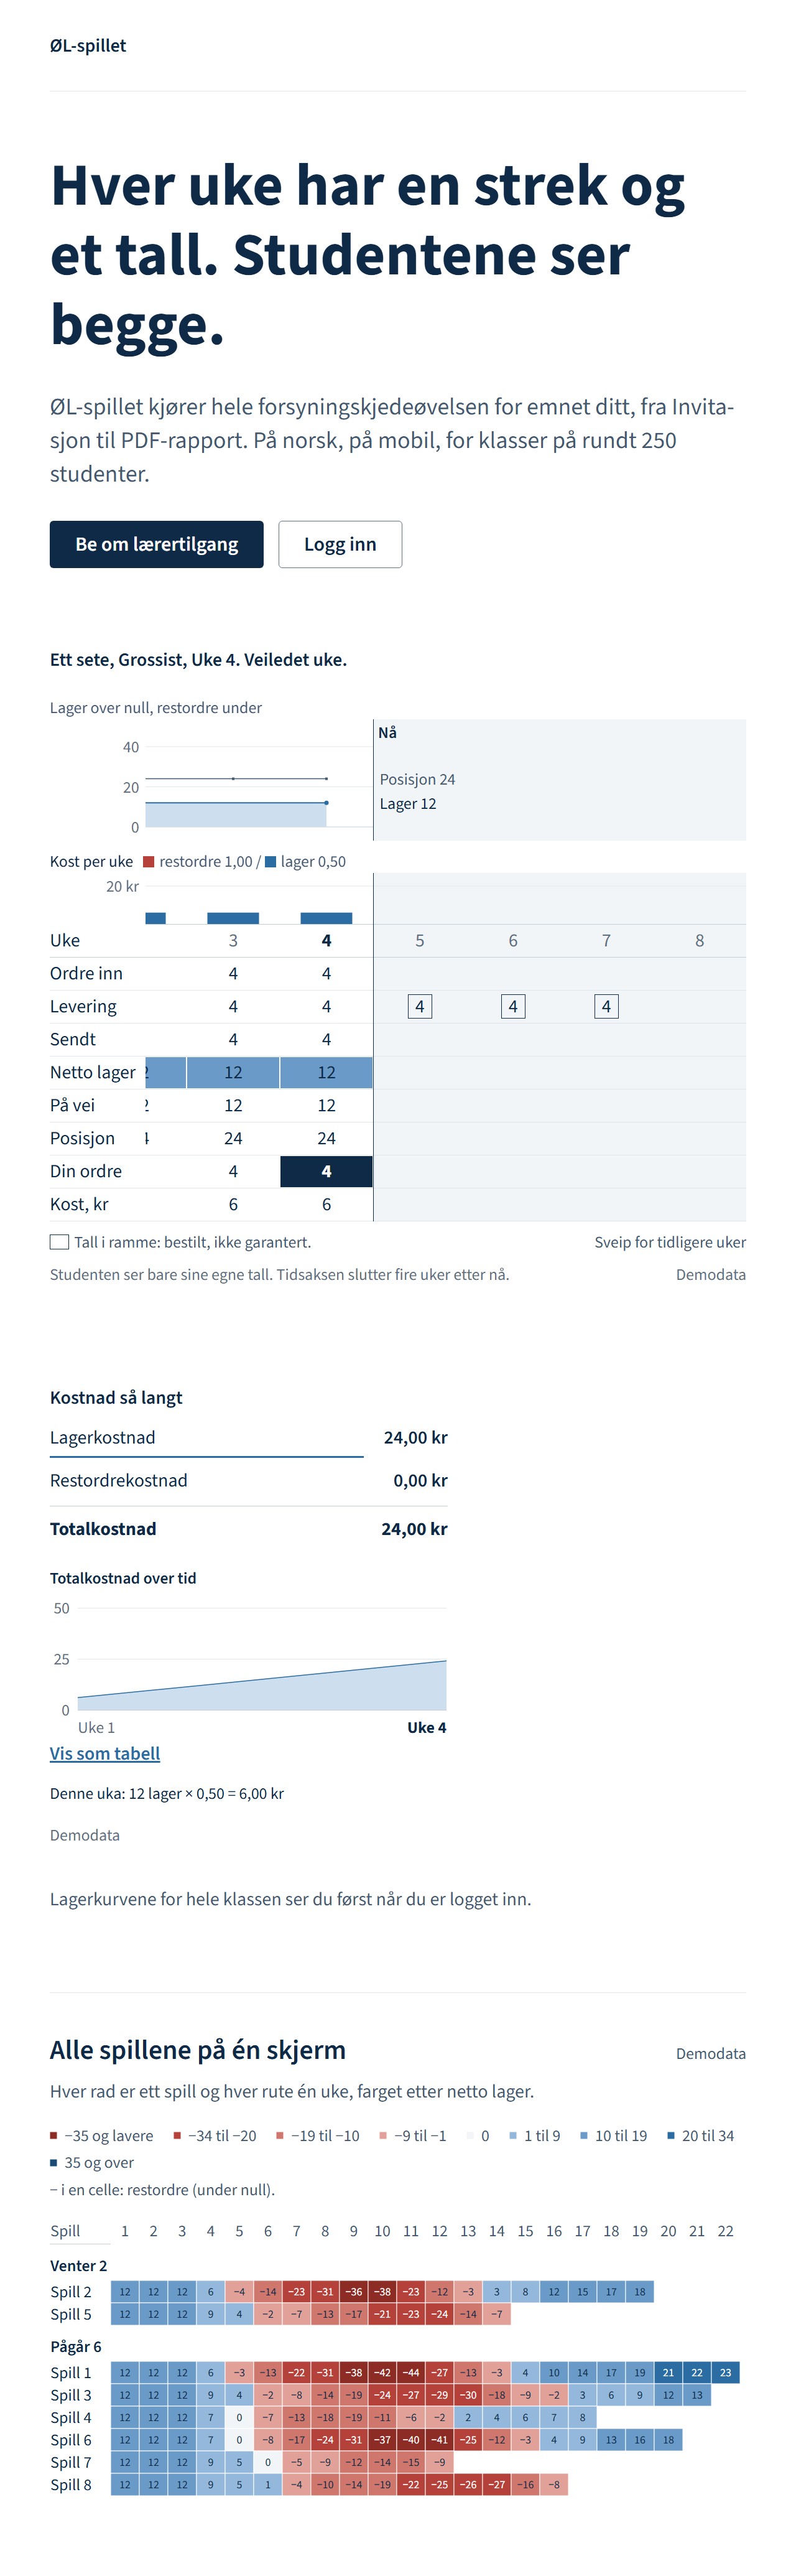 ØL-spillet
Hver uke har en strek og
et tall. Studentene ser
begge.
ØL-spillet kjører hele forsyningskjedeøvelsen for emnet ditt, fra Invita-
sjon til PDF-rapport. På norsk, på mobil, for klasser på rundt 250
studenter.
Be om lærertilgang Logg inn
Ett sete, Grossist, Uke 4. Veiledet uke.
Lager over null, restordre under
Nå
40
20
0
Posisjon 24
Lager 12
Kost per uke restordre 1,00 / lager 0,50
20 kr
Uke 3 4 5 6 7 8
Ordre inn 4 4
Levering 4 4 4 4 4
Sendt 4 4
Netto lager 2 12 12
På vei 2 12 12
Posisjon 4 24 24
Din ordre 4 4
Kost, kr 6 6
Tall i ramme: bestilt, ikke garantert. Sveip for tidligere uker
Studenten ser bare sine egne tall. Tidsaksen slutter fire uker etter nå. Demodata
Kostnad så langt
Lagerkostnad 24,00 kr
Restordrekostnad 0,00 kr
Totalkostnad 24,00 kr
Totalkostnad over tid
50
25
0
Uke 1 Uke 4
Vis som tabell
Denne uka: 12 lager × 0,50 = 6,00 kr
Demodata
Lagerkurvene for hele klassen ser du først når du er logget inn.
Alle spillene på én skjerm Demodata
Hver rad er ett spill og hver rute én uke, farget etter netto lager.
−35 og lavere −34 til −20 −19 til −10 −9 til −1 0 1 til 9 10 til 19 20 til 34
35 og over
− i en celle: restordre (under null).
Spill 1 2 3 4 5 6 7 8 9 10 11 12 13 14 15 16 17 18 19 20 21 22
Venter 2
Spill 2 12 12 12 6 −4 −14 −23 −31 −36 −38 −23 −12 −3 3 8 12 15 17 18
Spill 5 12 12 12 9 4 −2 −7 −13 −17 −21 −23 −24 −14 −7
Pågår 6
Spill 1 12 12 12 6 −3 −13 −22 −31 −38 −42 −44 −27 −13 −3 4 10 14 17 19 21 22 23
Spill 3 12 12 12 9 4 −2 −8 −14 −19 −24 −27 −29 −30 −18 −9 −2 3 6 9 12 13
Spill 4 12 12 12 7 0 −7 −13 −18 −19 −11 −6 −2 2 4 6 7 8
Spill 6 12 12 12 7 0 −8 −17 −24 −31 −37 −40 −41 −25 −12 −3 4 9 13 16 18
Spill 7 12 12 12 9 5 0 −5 −9 −12 −14 −15 −9
Spill 8 12 12 12 9 5 1 −4 −10 −14 −19 −22 −25 −26 −27 −16 −8